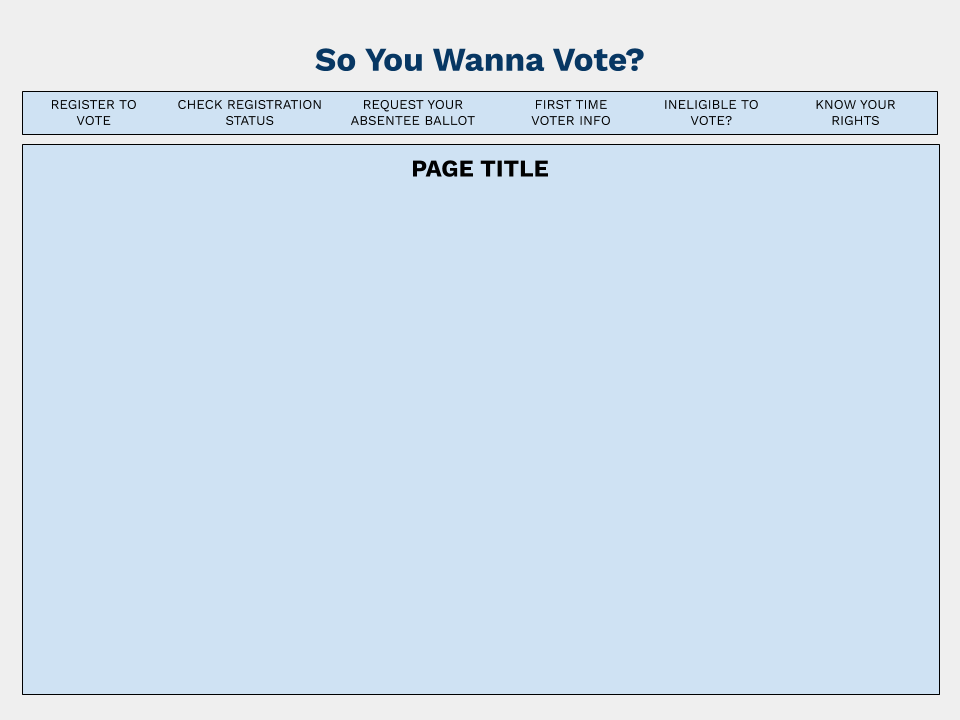 So You Wanna Vote?
REGISTER TO
VOTE
CHECK REGISTRATION
STATUS
REQUEST YOUR
ABSENTEE BALLOT
FIRST TIME
VOTER INFO
INELIGIBLE TO
VOTE?
KNOW YOUR
RIGHTS
PAGE TITLE